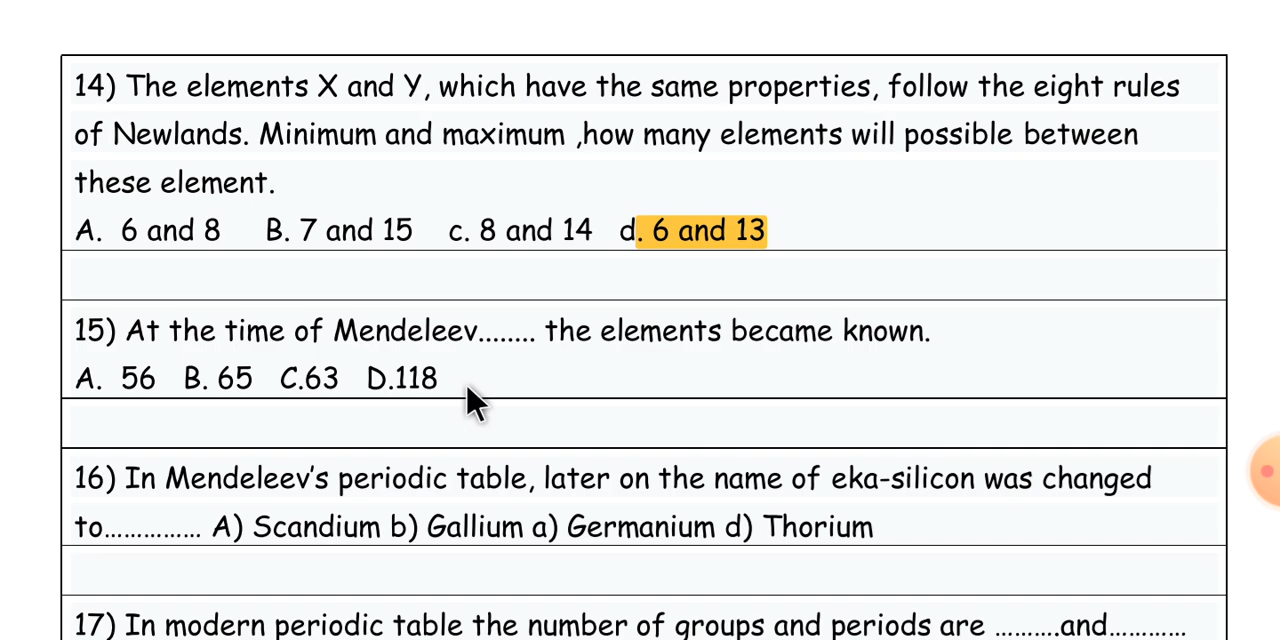 14) The elements X and Y, which have the same properties, follow the eight rules
of Newlands. Minimum and maximum ,how many elements will possible between
these element.
A. 6 and 8 B. 7 and 15 c. 8 and 14 d. 6 and 13
15) At the time of Mendeleev........ the elements became known.
A. 56 B. 65 C.63 D.118
16) In Mendeleev’s periodic table, later on the name of eka-silicon was changed
to…………… A) Scandium b) Gallium a) Germanium d) Thorium
17) In modern periodic table the number of groups and periods are ……….and…………